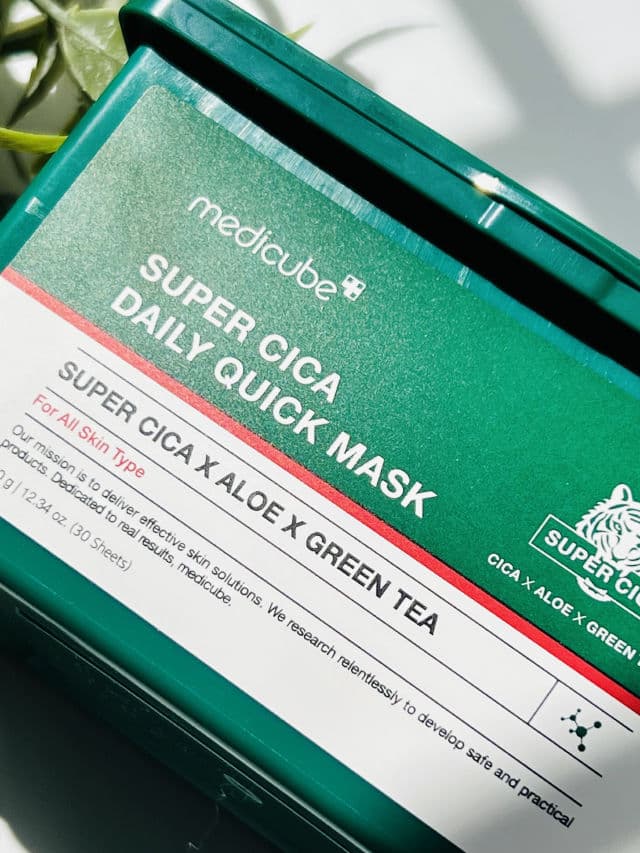 medicube
SUPER CICA
DAILY QUICK MASK
SUPER CICA X ALOE X GREEN TEA
For All Skin Type
Our mission is to deliver effective skin solutions. We research relentlessly to develop safe and practical
products. Dedicated to real results, medicube.
0 g | 12.34 oz. (30 Sheets)
SUPER CIC
CICA X ALOE X GREEN